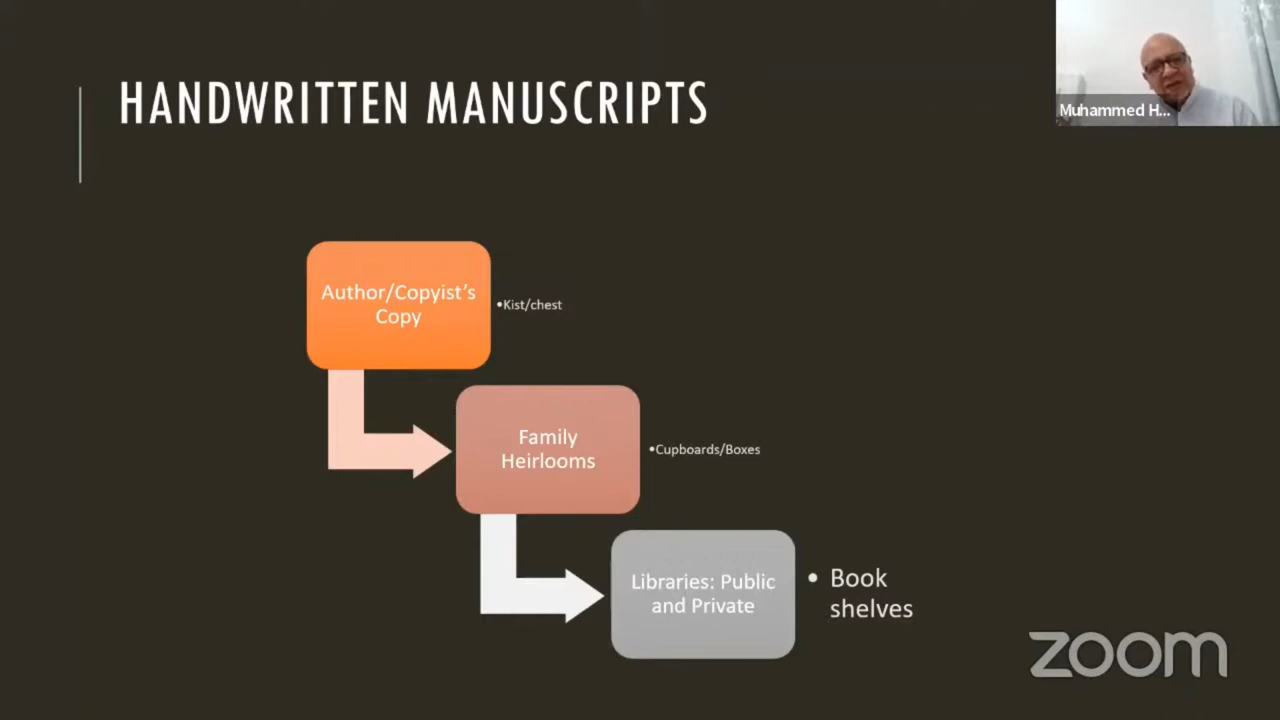 HANDWRITTEN MANUSCRIPTS
Muhammed H...
Author/Copyist's
Copy
•Kist/chest
Family
Heirlooms
•Cupboards/Boxes
Libraries: Public
and Private
• Book
shelves
zoom